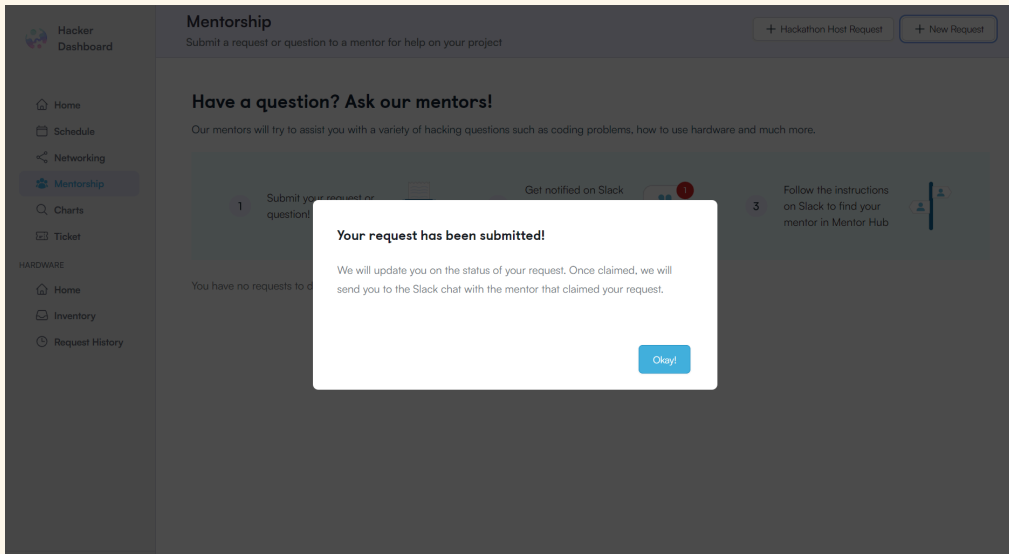 Hacker
Dashboard
Home
Schedule
Networking
Mentorship
Charts
Ticket
HARDWARE
Home
Inventory
Request History
Mentorship
Submit a request or question to a mentor for help on your project
+ Hackathon Host Request
+ New Request
Have a question? Ask our mentors!
Our mentors will try to assist you with a variety of hacking questions such as coding problems, how to use hardware and much more.
1
Submit your request or
question!
Get notified on Slack
1
3
Follow the instructions
on Slack to find your
mentor in Mentor Hub
You have no requests to d
Your request has been submitted!
We will update you on the status of your request. Once claimed, we will
send you to the Slack chat with the mentor that claimed your request.
Okay!